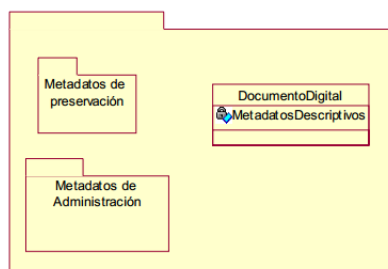 Metadatos de
preservación
DocumentoDigital
MetadatosDescriptivos
Metadatos de
Administración